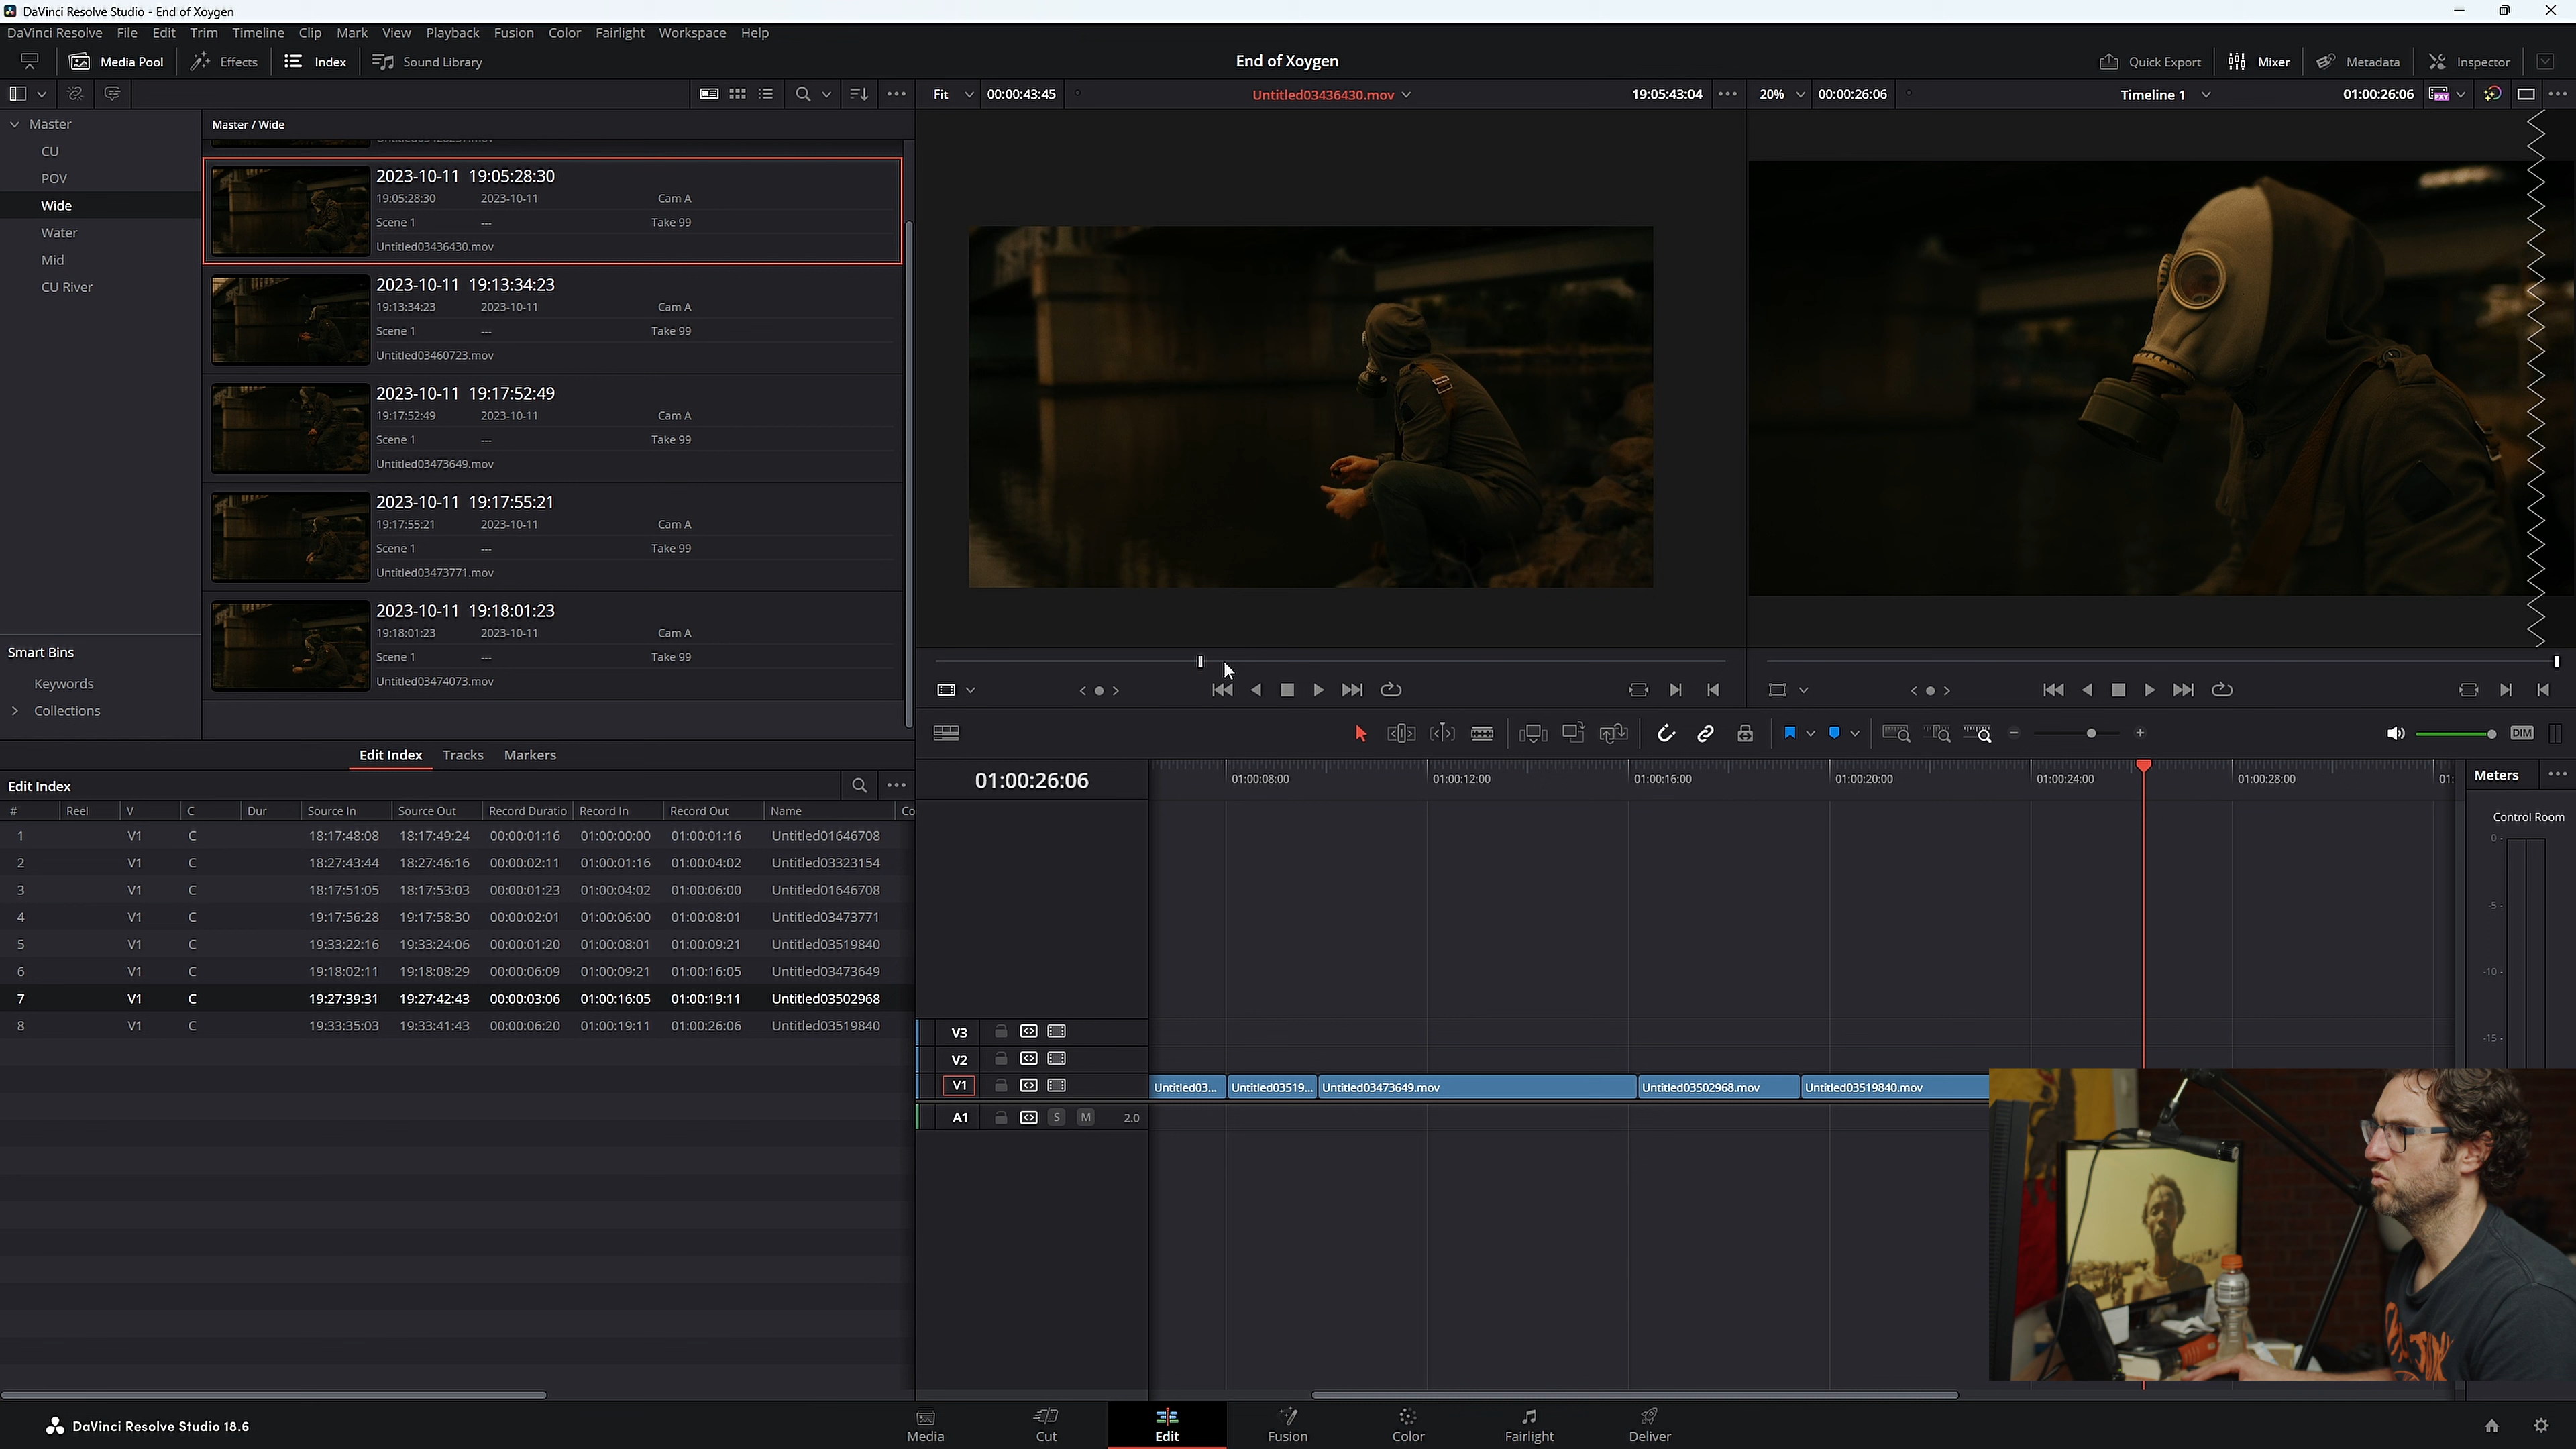 DaVinci Resolve Studio - End of Xoygen
DaVinci Resolve File Edit Trim Timeline Clip Mark View Playback Fusion Color Fairlight Workspace Help
Media Pool Effects Index Sound Library End of Xoygen Quick Export Mixer Metadata Inspector
Fit 00:00:43:45 Untitled03436430.mov 19:05:43:04 20% 00:00:26:06 Timeline 1 01:00:26:06
Master
CU
POV
Wide
Water
Mid
CU River
Smart Bins
Keywords
Collections
Master / Wide
2023-10-11 19:05:28:30
19:05:28:30 2023-10-11 Cam A
Scene 1 --- Take 99
Untitled03436430.mov
2023-10-11 19:13:34:23
19:13:34:23 2023-10-11 Cam A
Scene 1 --- Take 99
Untitled03460723.mov
2023-10-11 19:17:52:49
19:17:52:49 2023-10-11 Cam A
Scene 1 --- Take 99
Untitled03473649.mov
2023-10-11 19:17:55:21
19:17:55:21 2023-10-11 Cam A
Scene 1 --- Take 99
Untitled03473771.mov
2023-10-11 19:18:01:23
19:18:01:23 2023-10-11 Cam A
Scene 1 --- Take 99
Untitled03474073.mov
Edit Index Tracks Markers
Edit Index
# Reel V C Dur Source In Source Out Record Duratio Record In Record Out Name Co
1 V1 C 18:17:48:08 18:17:49:24 00:00:01:16 01:00:00:00 01:00:01:16 Untitled01646708
2 V1 C 18:27:43:44 18:27:46:16 00:00:02:11 01:00:01:16 01:00:04:02 Untitled03323154
3 V1 C 18:17:51:05 18:17:53:03 00:00:01:23 01:00:04:02 01:00:06:00 Untitled01646708
4 V1 C 19:17:56:28 19:17:58:30 00:00:02:01 01:00:06:00 01:00:08:01 Untitled03473771
5 V1 C 19:33:22:16 19:33:24:06 00:00:01:20 01:00:08:01 01:00:09:21 Untitled03519840
6 V1 C 19:18:02:11 19:18:08:29 00:00:06:09 01:00:09:21 01:00:16:05 Untitled03473649
7 V1 C 19:27:39:31 19:27:42:43 00:00:03:06 01:00:16:05 01:00:19:11 Untitled03502968
8 V1 C 19:33:35:03 19:33:41:43 00:00:06:20 01:00:19:11 01:00:26:06 Untitled03519840
DIM
01:00:26:06 01:00:08:00 01:00:12:00 01:00:16:00 01:00:20:00 01:00:24:00 01:00:28:00 01:
V3
V2
V1 Untitled03... Untitled03519... Untitled03473649.mov Untitled03502968.mov Untitled03519840.mov
A1 S M 2.0
Meters
Control Room
0
-5
-10
-15
DaVinci Resolve Studio 18.6
Media Cut Edit Fusion Color Fairlight Deliver